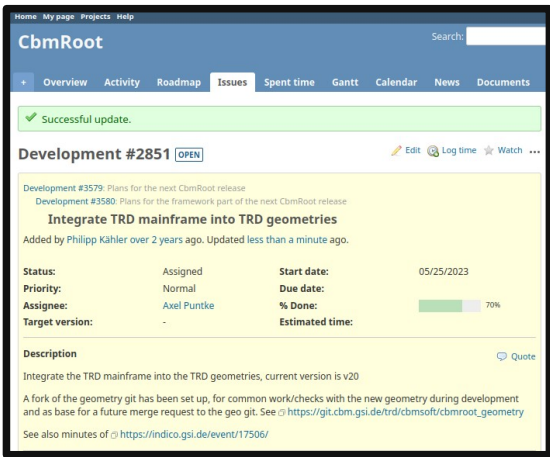 Home My page Projects Help
CbmRoot
Search:
+ Overview Activity Roadmap Issues Spent time Gantt Calendar News Documents
Successful update.
Development #2851 OPEN
Edit Log time Watch ...
Development #3579: Plans for the next CbmRoot release
Development #3580: Plans for the framework part of the next CbmRoot release
Integrate TRD mainframe into TRD geometries
Added by Philipp Kähler over 2 years ago. Updated less than a minute ago.
Status: Assigned Start date: 05/25/2023
Priority: Normal Due date:
Assignee: Axel Puntke % Done: 70%
Target version: - Estimated time:
Description
Quote
Integrate the TRD mainframe into the TRD geometries, current version is v20
A fork of the geometry git has been set up, for common work/checks with the new geometry during development
and as base for a future merge request to the geo git. See https://git.cbm.gsi.de/trd/cbmsoft/cbmroot_geometry
See also minutes of https://indico.gsi.de/event/17506/